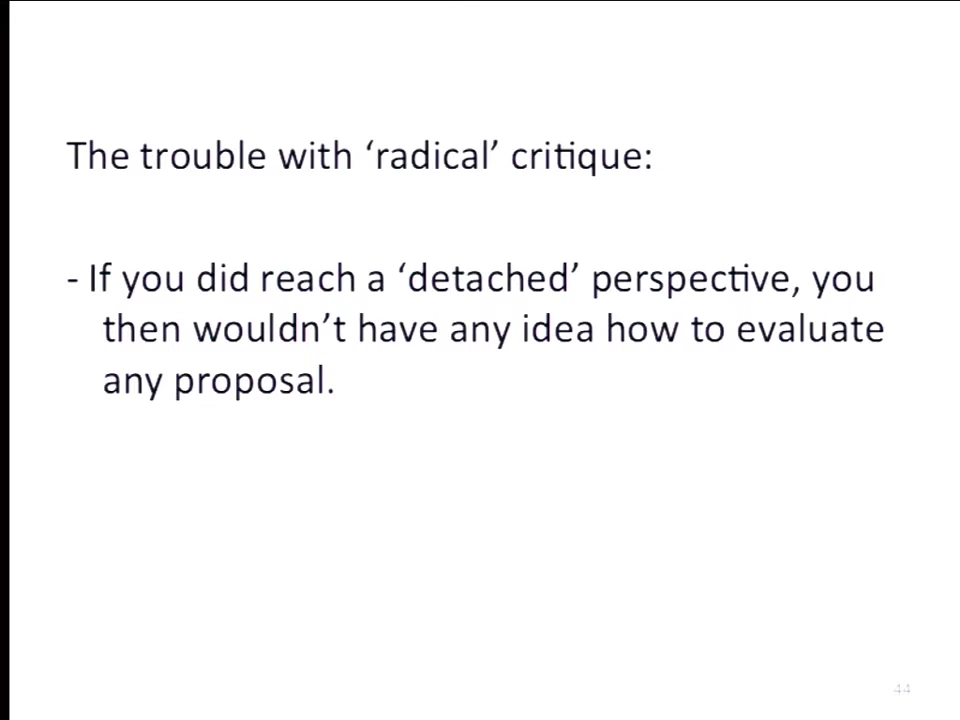 The trouble with ‘radical’ critique:
- If you did reach a ‘detached’ perspective, you
then wouldn’t have any idea how to evaluate
any proposal.
44